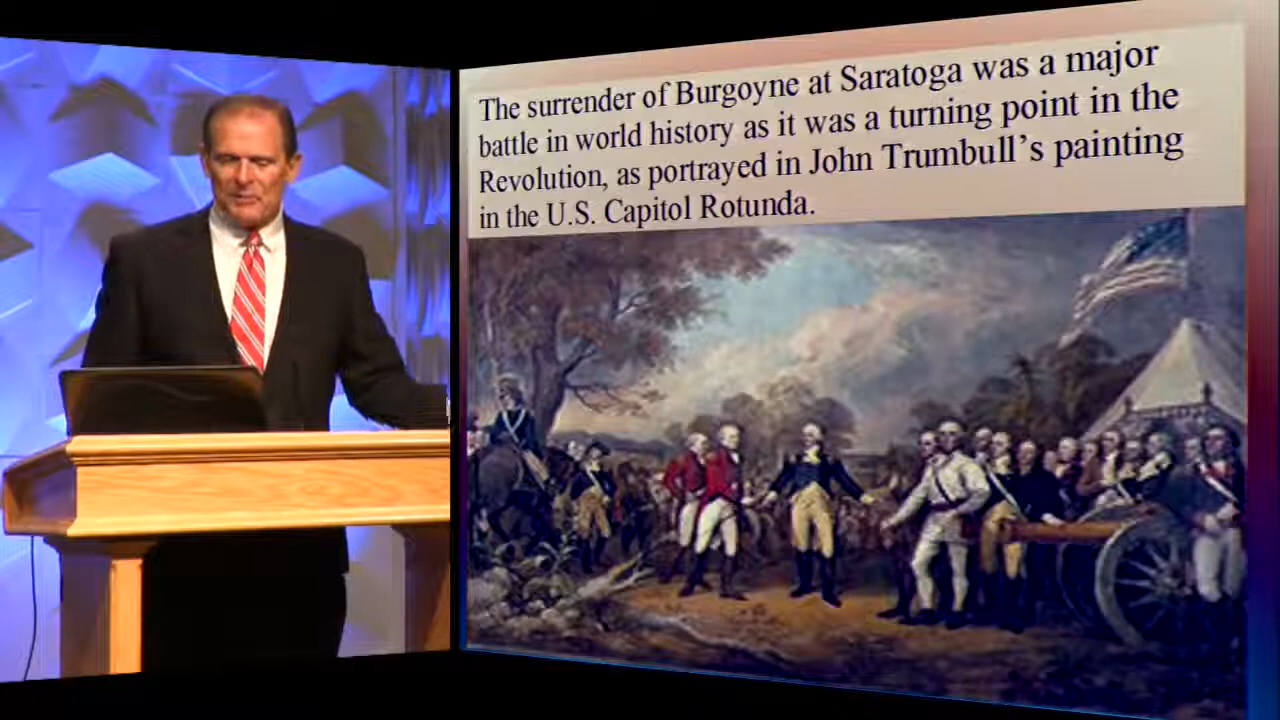 The surrender of Burgoyne at Saratoga was a major
battle in world history as it was a turning point in the
Revolution, as portrayed in John Trumbull's painting
in the U.S. Capitol Rotunda.